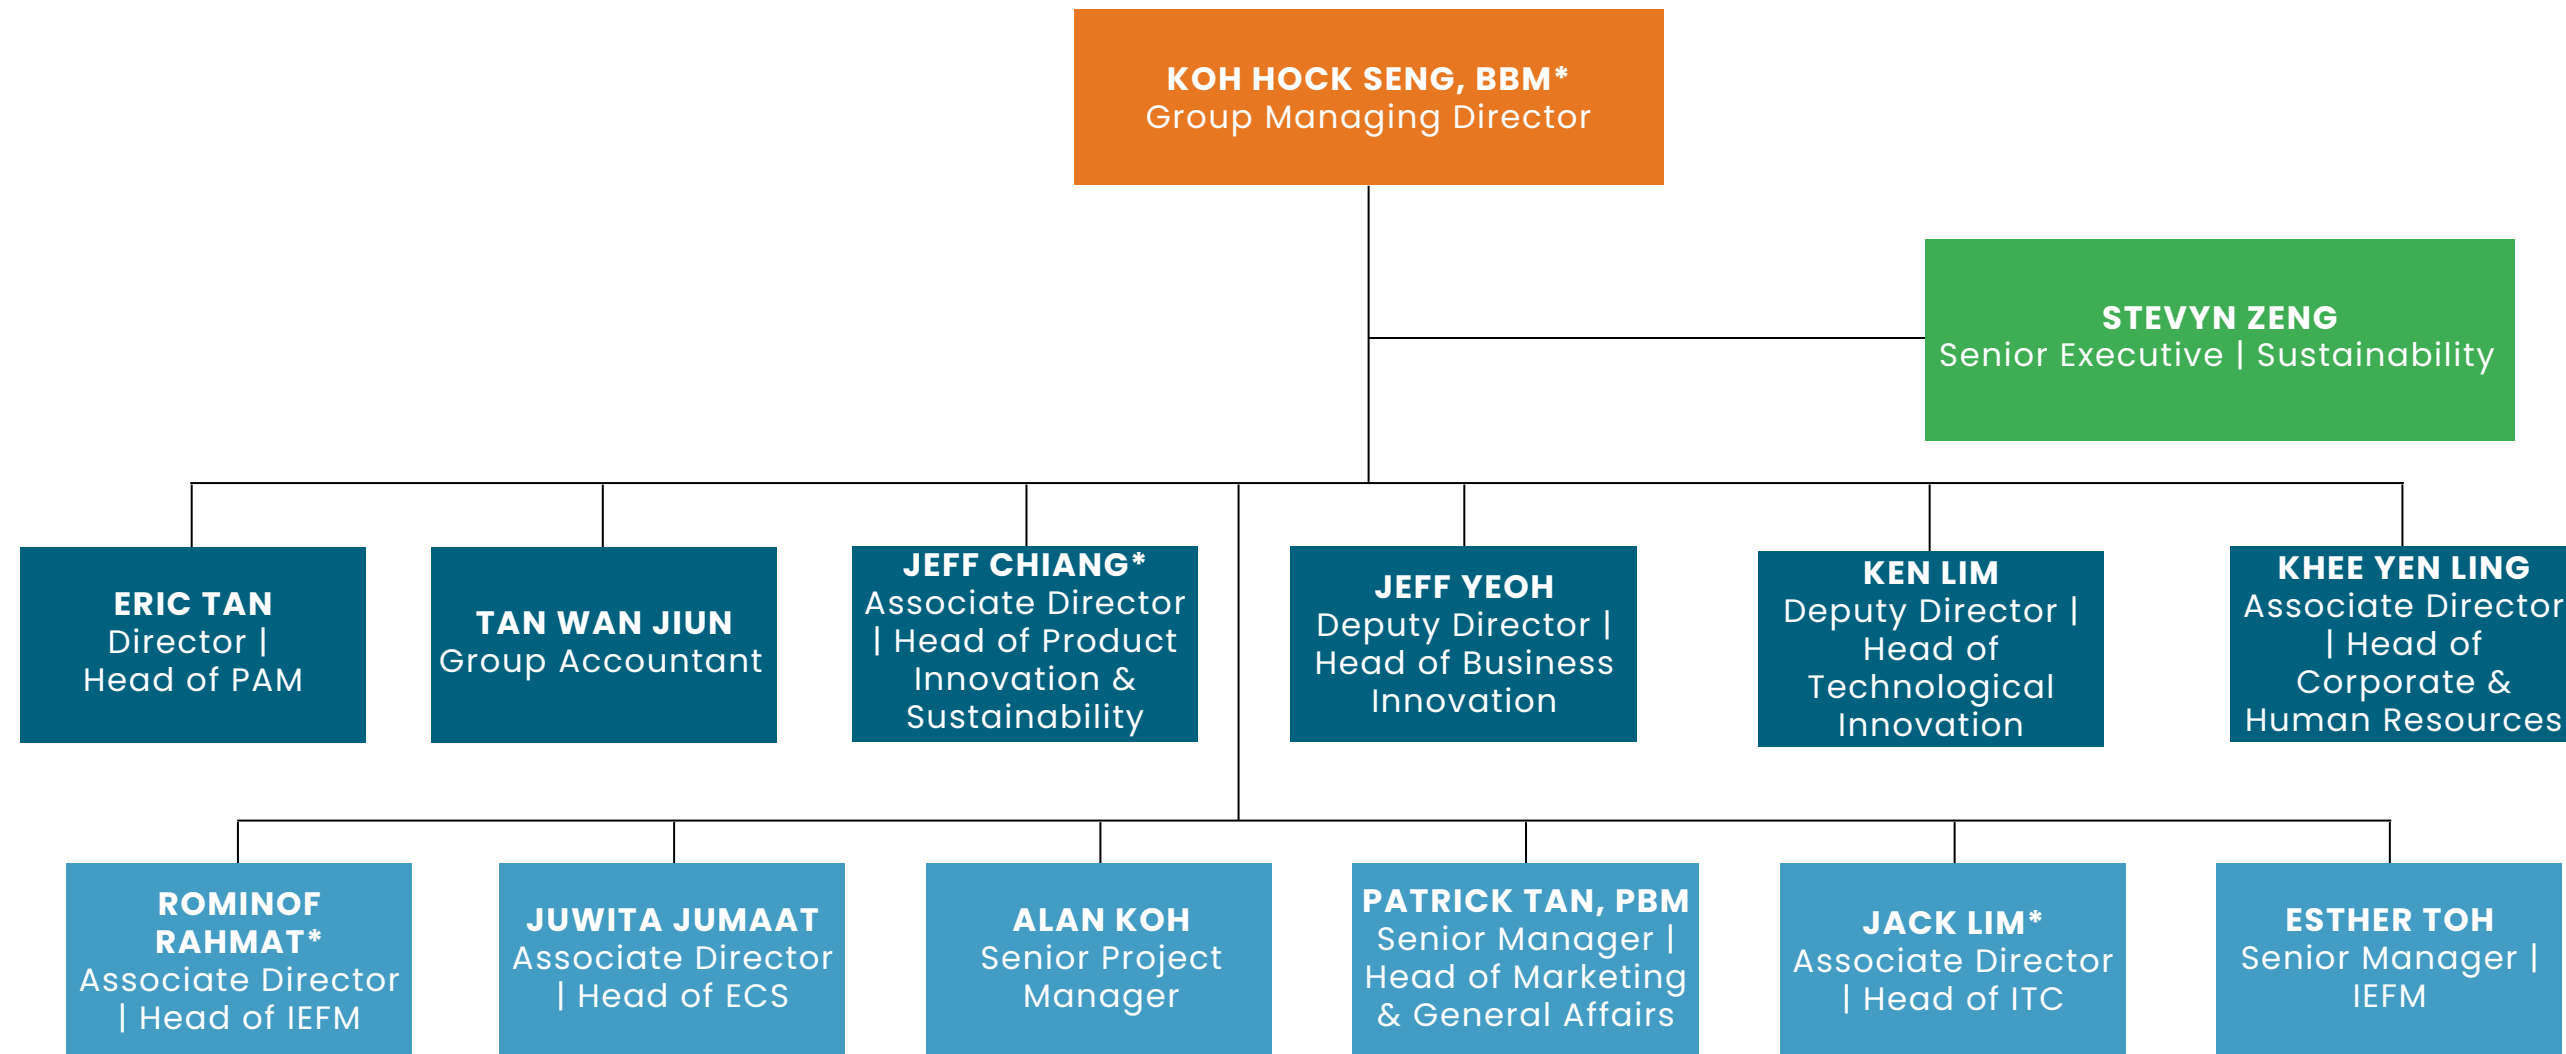 KOH HOCK SENG, BBM*
Group Managing Director
STEVYN ZENG
Senior Executive | Sustainability
ERIC TAN
Director |
Head of PAM
TAN WAN JIUN
Group Accountant
JEFF CHIANG*
Associate Director
| Head of Product
Innovation &
Sustainability
JEFF YEOH
Deputy Director |
Head of Business
Innovation
KEN LIM
Deputy Director |
Head of
Technological
Innovation
KHEE YEN LING
Associate Director
| Head of
Corporate &
Human Resources
ROMINOF
RAHMAT*
Associate Director
| Head of IEFM
JUWITA JUMAAT
Associate Director
| Head of ECS
ALAN KOH
Senior Project
Manager
PATRICK TAN, PBM
Senior Manager |
Head of Marketing
& General Affairs
JACK LIM*
Associate Director
| Head of ITC
ESTHER TOH
Senior Manager |
IEFM